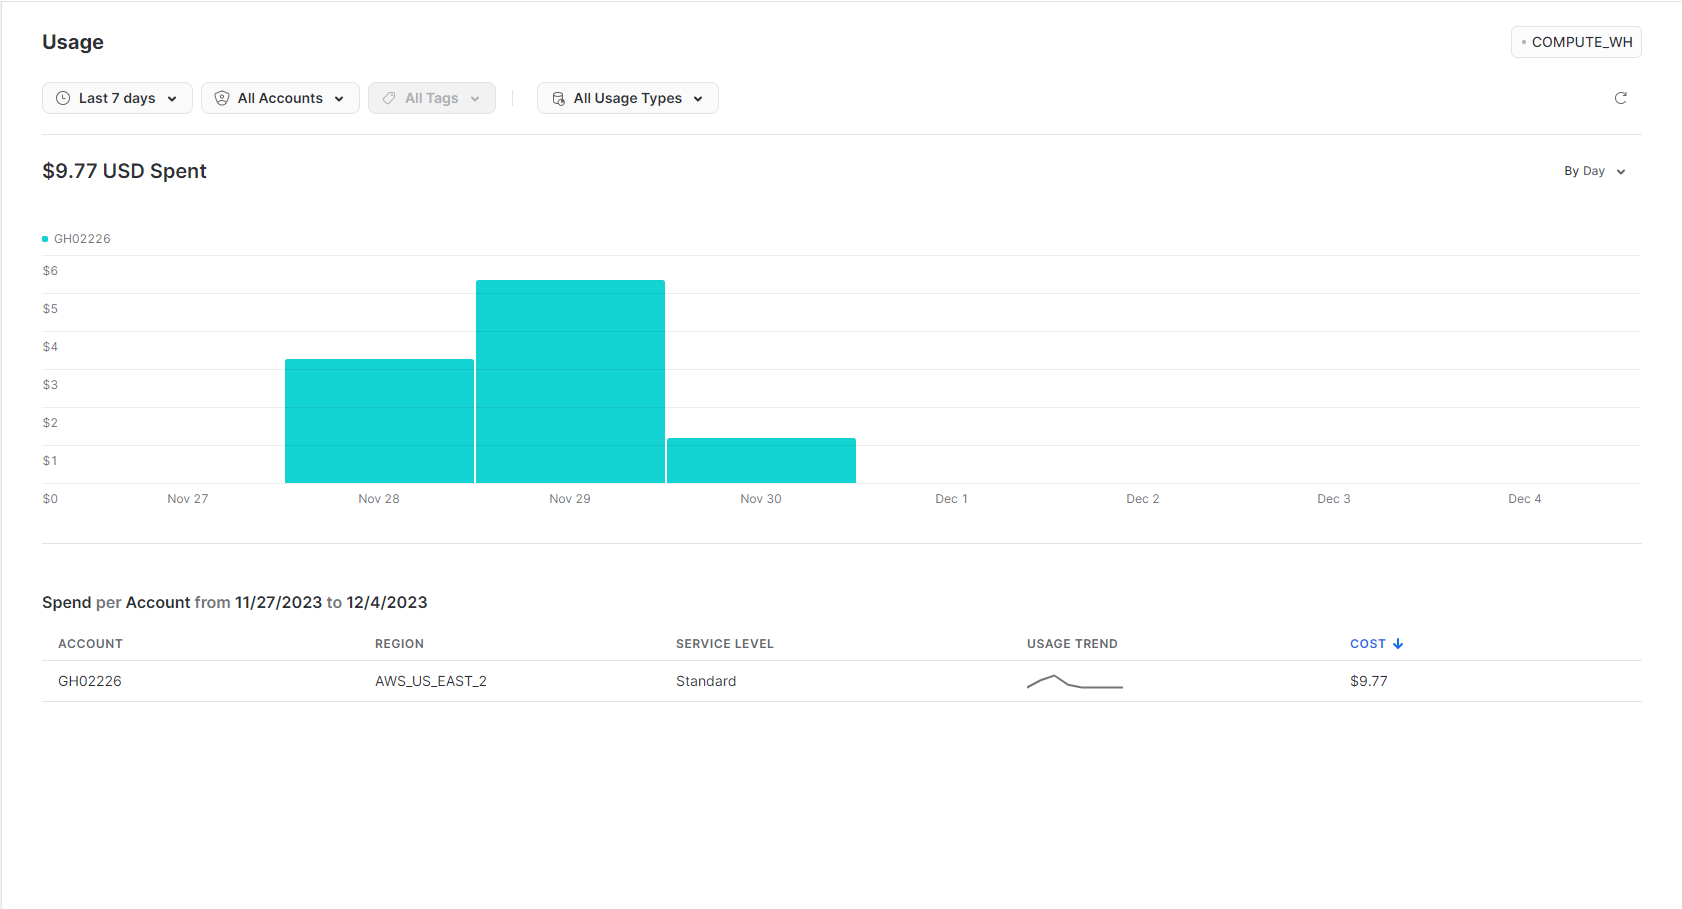 Usage
COMPUTE_WH
Last 7 days All Accounts All Tags All Usage Types
$9.77 USD Spent
By Day
GH02226
$6
$5
$4
$3
$2
$1
$0 Nov 27 Nov 28 Nov 29 Nov 30 Dec 1 Dec 2 Dec 3 Dec 4
Spend per Account from 11/27/2023 to 12/4/2023
ACCOUNT REGION SERVICE LEVEL USAGE TREND COST
GH02226 AWS_US_EAST_2 Standard $9.77